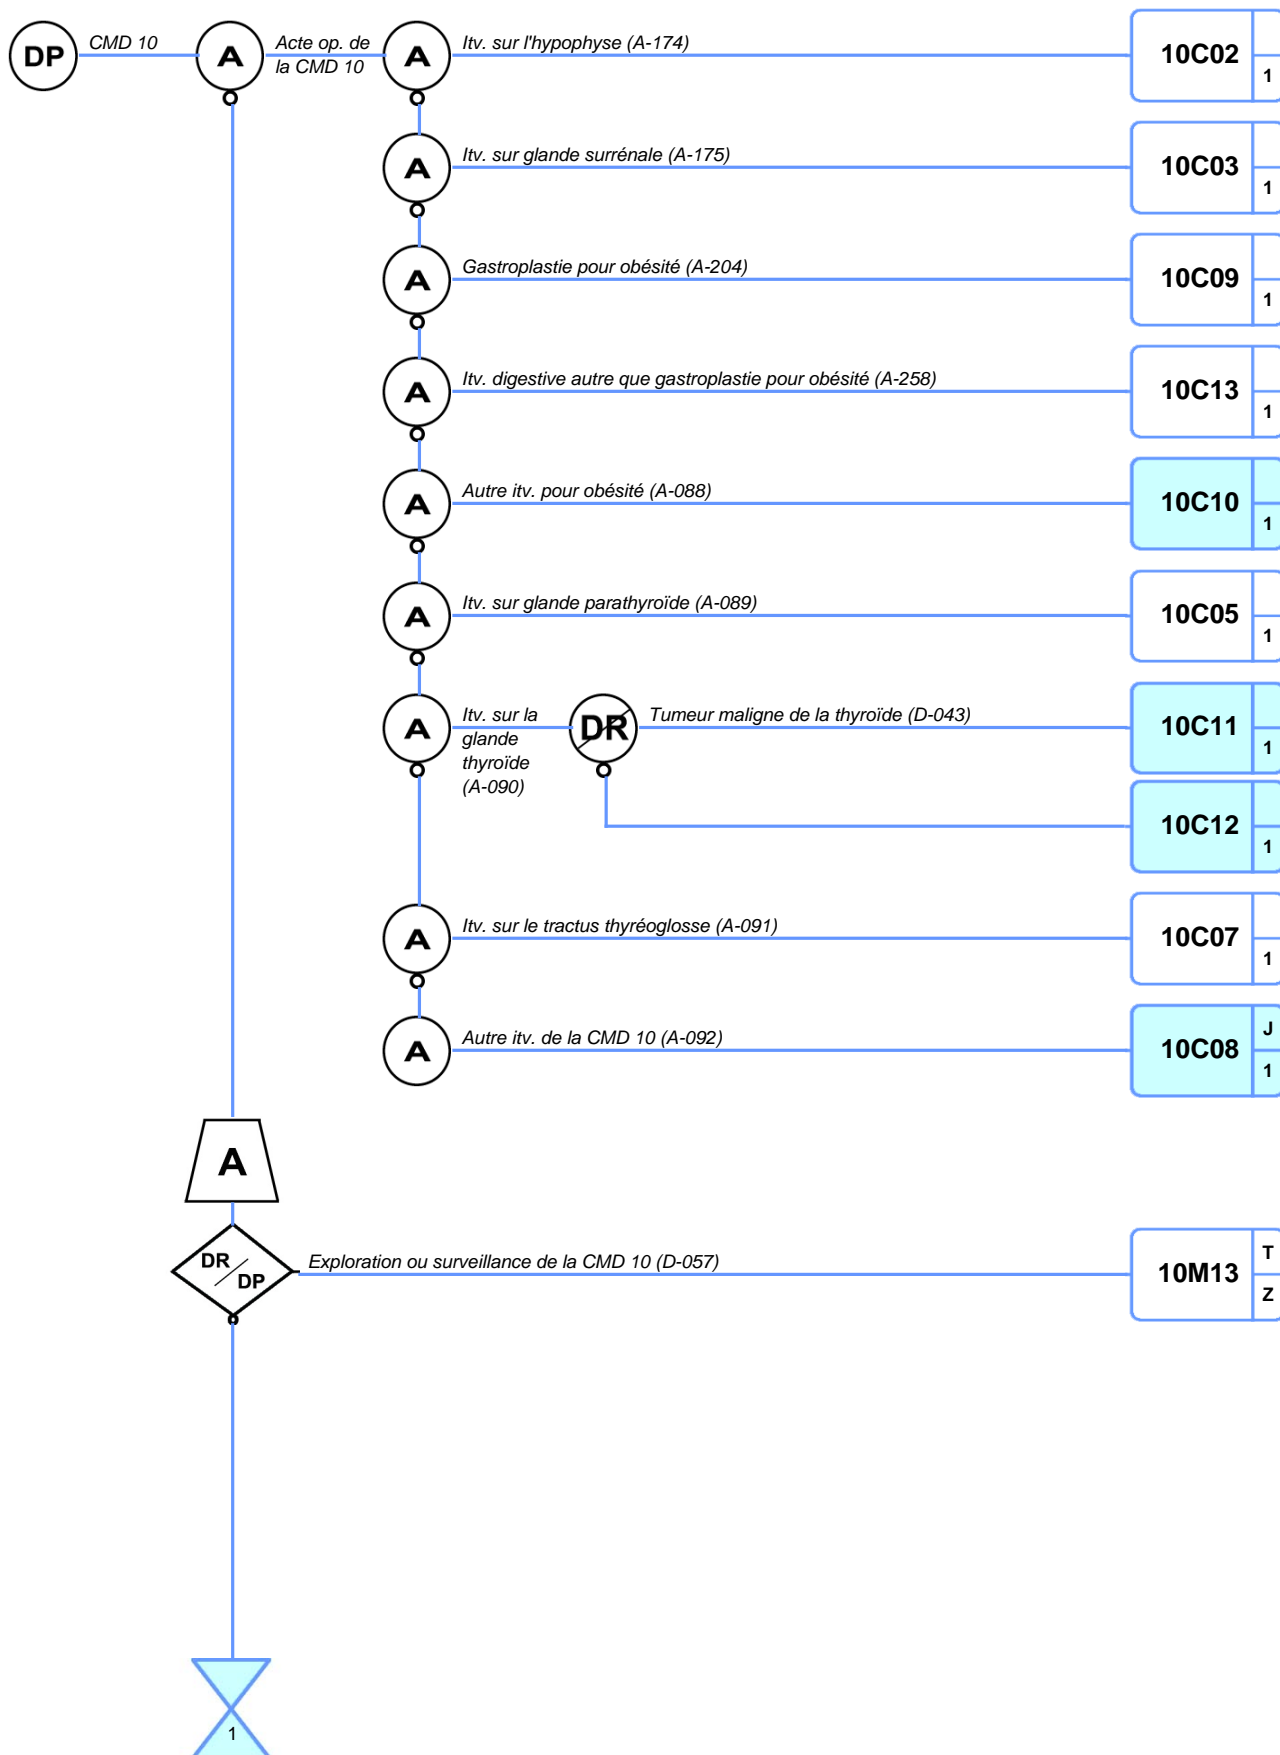 DP
CMD 10
A
Acte op. de
la CMD 10
A
Itv. sur l'hypophyse (A-174)
10C02
1
A
Itv. sur glande surrénale (A-175)
10C03
1
A
Gastroplastie pour obésité (A-204)
10C09
1
A
Itv. digestive autre que gastroplastie pour obésité (A-258)
10C13
1
A
Autre itv. pour obésité (A-088)
10C10
1
A
Itv. sur glande parathyroïde (A-089)
10C05
1
A
Itv. sur la
glande
thyroïde
(A-090)
DR
Tumeur maligne de la thyroïde (D-043)
10C11
1
10C12
1
A
Itv. sur le tractus thyréoglosse (A-091)
10C07
1
A
Autre itv. de la CMD 10 (A-092)
10C08
J
1
A
DR
DP
Exploration ou surveillance de la CMD 10 (D-057)
10M13
T
Z
1